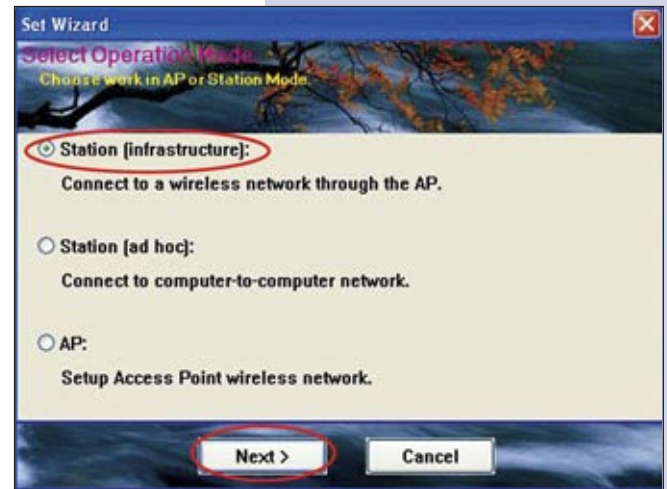 Set Wizard
Select Operation Mode
Choose work in AP or Station Mode.
Station (infrastructure):
Connect to a wireless network through the AP.
Station (ad hoc):
Connect to computer-to-computer network.
AP:
Setup Access Point wireless network.
Next > Cancel